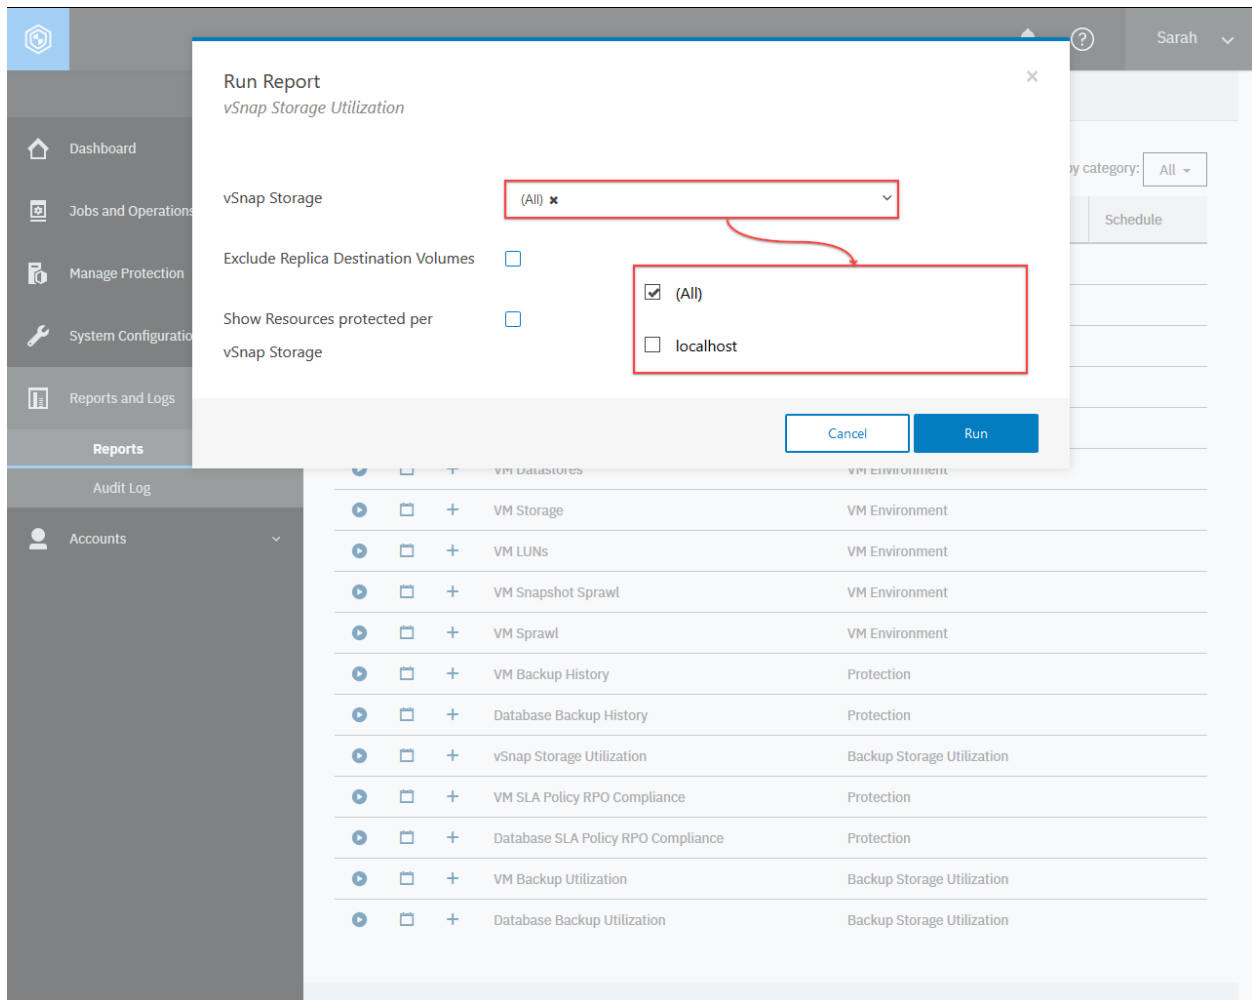 Sarah
Run Report
vSnap Storage Utilization
Dashboard
by category: All
vSnap Storage
(All)
Jobs and Operations
Schedule
Exclude Replica Destination Volumes
Manage Protection
(All)
Show Resources protected per
vSnap Storage
System Configuratio
localhost
Reports and Logs
Cancel
Run
Reports
VM Datastores VM Environment
Audit Log
VM Storage VM Environment
Accounts
VM LUNs VM Environment
VM Snapshot Sprawl VM Environment
VM Sprawl VM Environment
VM Backup History Protection
Database Backup History Protection
vSnap Storage Utilization Backup Storage Utilization
VM SLA Policy RPO Compliance Protection
Database SLA Policy RPO Compliance Protection
VM Backup Utilization Backup Storage Utilization
Database Backup Utilization Backup Storage Utilization